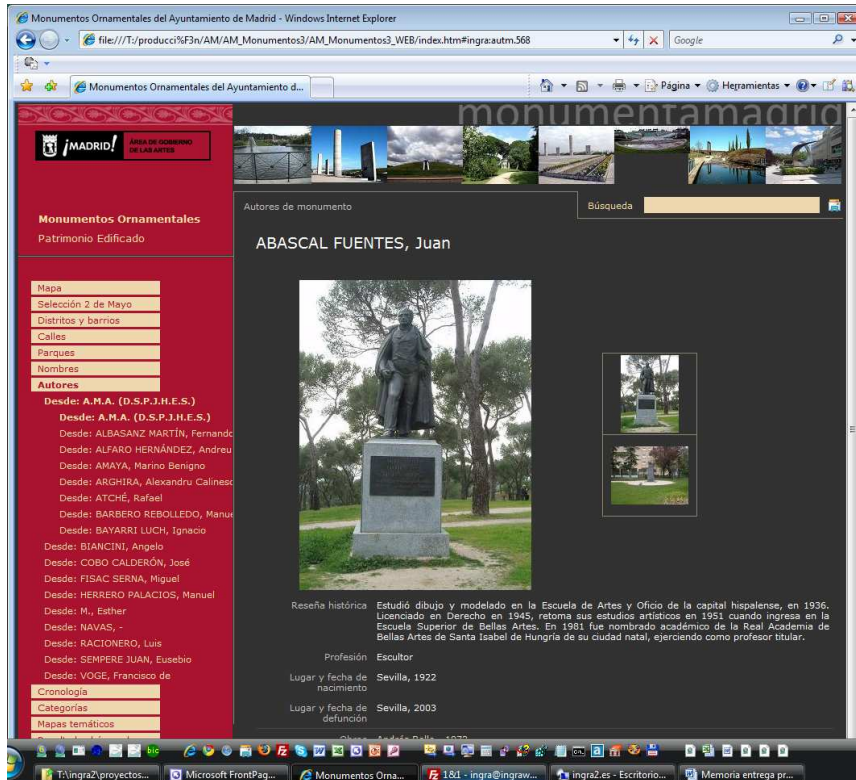 Monumentos Ornamentales del Ayuntamiento de Madrid - Windows Internet Explorer
file:///T:/producci%F3n/AM/AM_Monumentos3/AM_Monumentos3_WEB/index.htm#ingra:autm.568
Google
Monumentos Ornamentales del Ayuntamiento d...
Página
Herramientas
monumentamadrid
¡MADRID!
ÁREA DE GOBIERNO
DE LAS ARTES
Autores de monumento
Búsqueda
Monumentos Ornamentales
Patrimonio Edificado
ABASCAL FUENTES, Juan
Mapa
Selección 2 de Mayo
Distritos y barrios
Calles
Parques
Nombres
Autores
Desde: A.M.A. (D.S.P.J.H.E.S.)
Desde: A.M.A. (D.S.P.J.H.E.S.)
Desde: ALBASANZ MARTÍN, Fernando
Desde: ALFARO HERNÁNDEZ, Andreu
Desde: AMAYA, Marino Benigno
Desde: ARGHIRA, Alexandru Calinesc
Desde: ATCHÉ, Rafael
Desde: BARBERO REBOLLEDO, Manue
Desde: BAYARRI LUCH, Ignacio
Desde: BIANCINI, Angelo
Desde: COBO CALDERÓN, José
Desde: FISAC SERNA, Miguel
Desde: HERRERO PALACIOS, Manuel
Desde: M., Esther
Desde: NAVAS, -
Desde: RACIONERO, Luis
Desde: SEMPERE JUAN, Eusebio
Desde: VOGE, Francisco de
Cronología
Categorías
Mapas temáticos
Reseña histórica Estudió dibujo y modelado en la Escuela de Artes y Oficio de la capital hispalense, en 1936.
Licenciado en Derecho en 1945, retoma sus estudios artísticos en 1951 cuando ingresa en la
Escuela Superior de Bellas Artes. En 1981 fue nombrado académico de la Real Academia de
Bellas Artes de Santa Isabel de Hungría de su ciudad natal, ejerciendo como profesor titular.
Profesión Escultor
Lugar y fecha de Sevilla, 1922
nacimiento
Lugar y fecha de Sevilla, 2003
defunción
Obras Andrés Bello, 1972
T:\ingra2\proyectos...
Microsoft FrontPag...
Monumentos Orna...
1&1 - ingra@ingraw...
ingra2.es - Escritorio...
Memoria entrega pr...